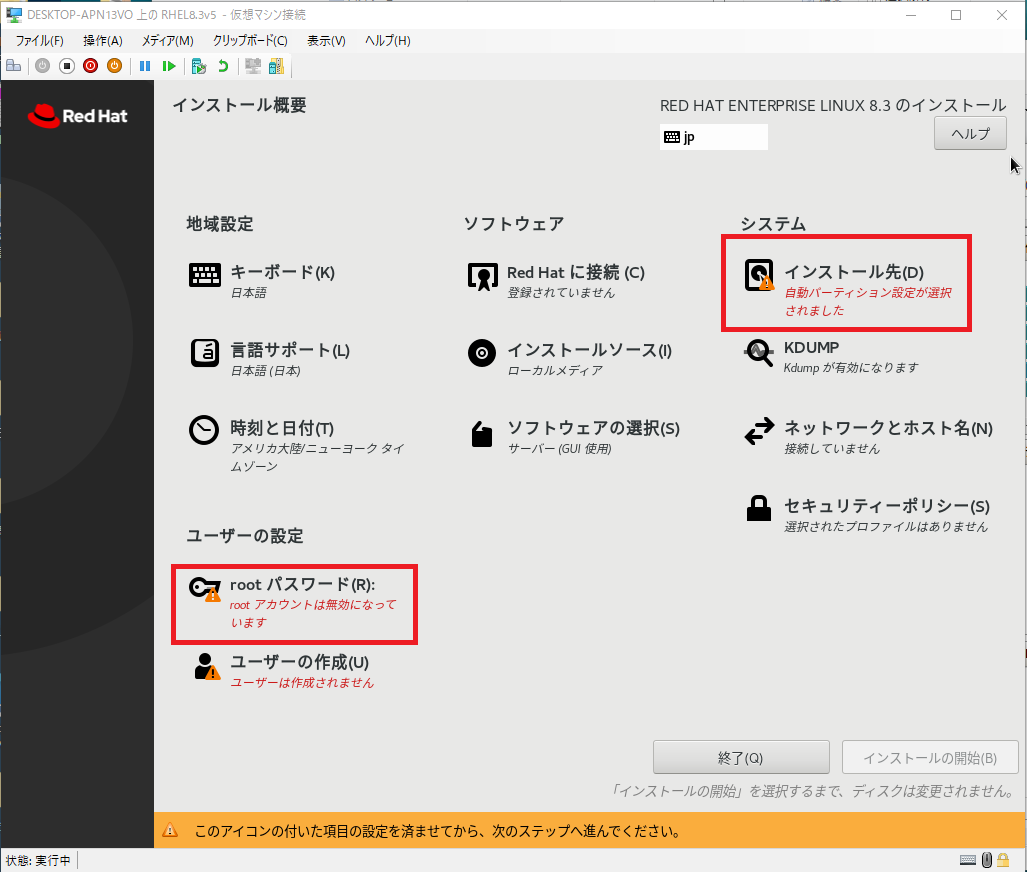 DESKTOP-APN13VO 上の RHEL8.3v5 - 仮想マシン接続
ファイル(F) 操作(A) メディア(M) クリップボード(C) 表示(V) ヘルプ(H)
Red Hat
インストール概要
RED HAT ENTERPRISE LINUX 8.3 のインストール
jp
ヘルプ
地域設定
キーボード(K)
日本語
言語サポート(L)
日本語 (日本)
時刻と日付(T)
アメリカ大陸/ニューヨーク タイ
ムゾーン
ソフトウェア
Red Hat に接続 (C)
登録されていません
インストールソース(I)
ローカルメディア
ソフトウェアの選択(S)
サーバー (GUI 使用)
システム
インストール先(D)
自動パーティション設定が選択
されました
KDUMP
Kdump が有効になります
ネットワークとホスト名(N)
接続していません
セキュリティーポリシー(S)
選択されたプロファイルはありません
ユーザーの設定
root パスワード(R):
root アカウントは無効になって
います
ユーザーの作成(U)
ユーザーは作成されません
終了(Q)
インストールの開始(B)
「インストールの開始」を選択するまで、ディスクは変更されません。
このアイコンの付いた項目の設定を済ませてから、次のステップへ進んでください。
状態: 実行中